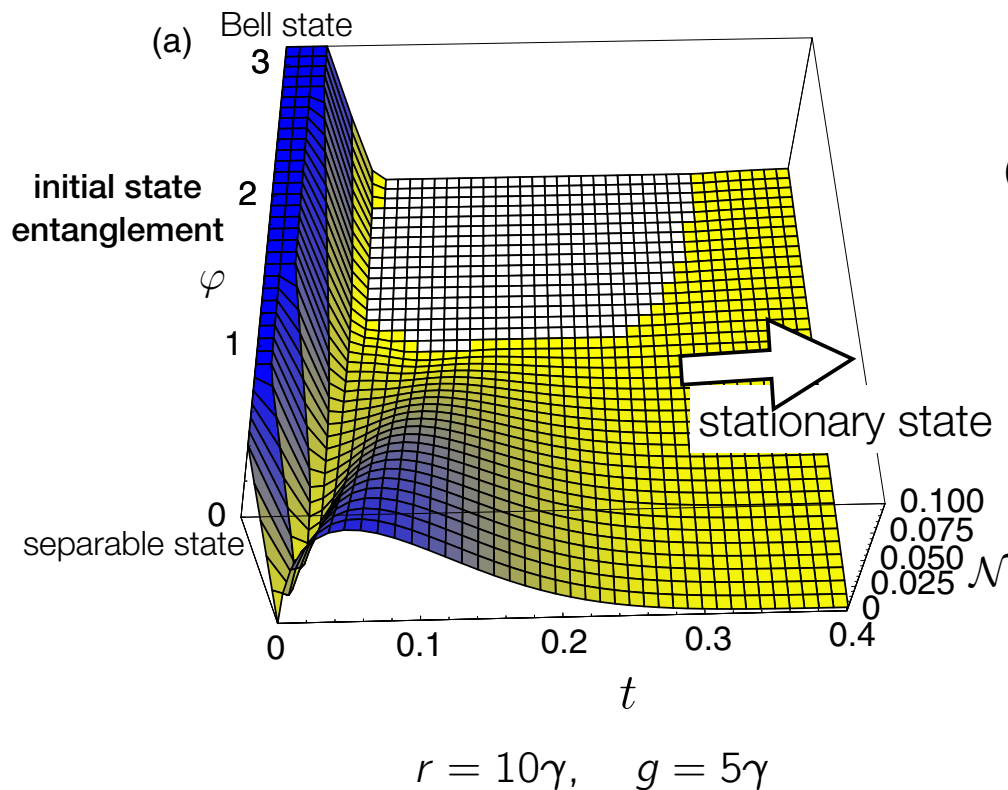 Bell state
(a)
3
initial state
entanglement
2
φ
1
0
separable state
stationary state
0.100
0.075
0.050
0.025
0
𝒩
0
0.1
0.2
0.3
0.4
t
r = 10γ, g = 5γ
(